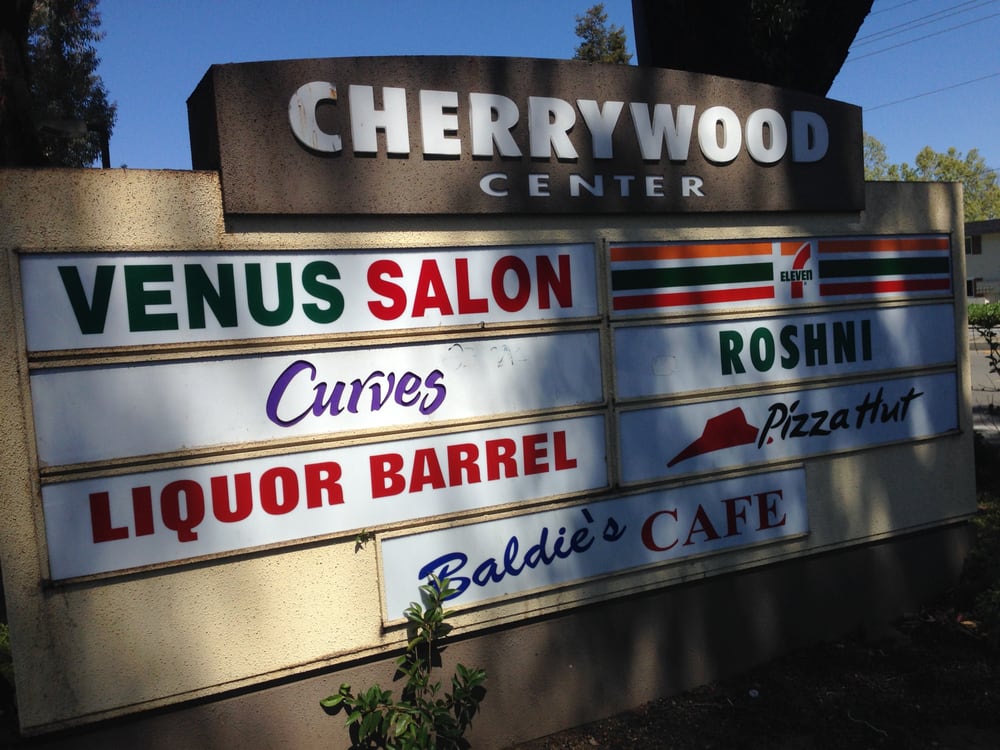 CHERRYWOOD
CENTER
VENUS SALON
7 ELEVEN
Curves
ROSHNI
LIQUOR BARREL
Pizza Hut
Baldie's CAFE